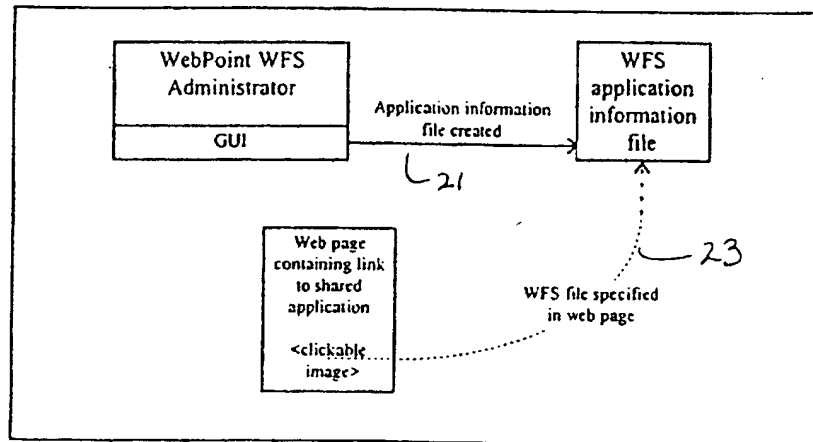 WebPoint WFS
Administrator
GUI
Application information
file created
21
WFS
application
information
file
Web page
containing link
to shared
application
<clickable
image>
23
WFS file specified
in web page